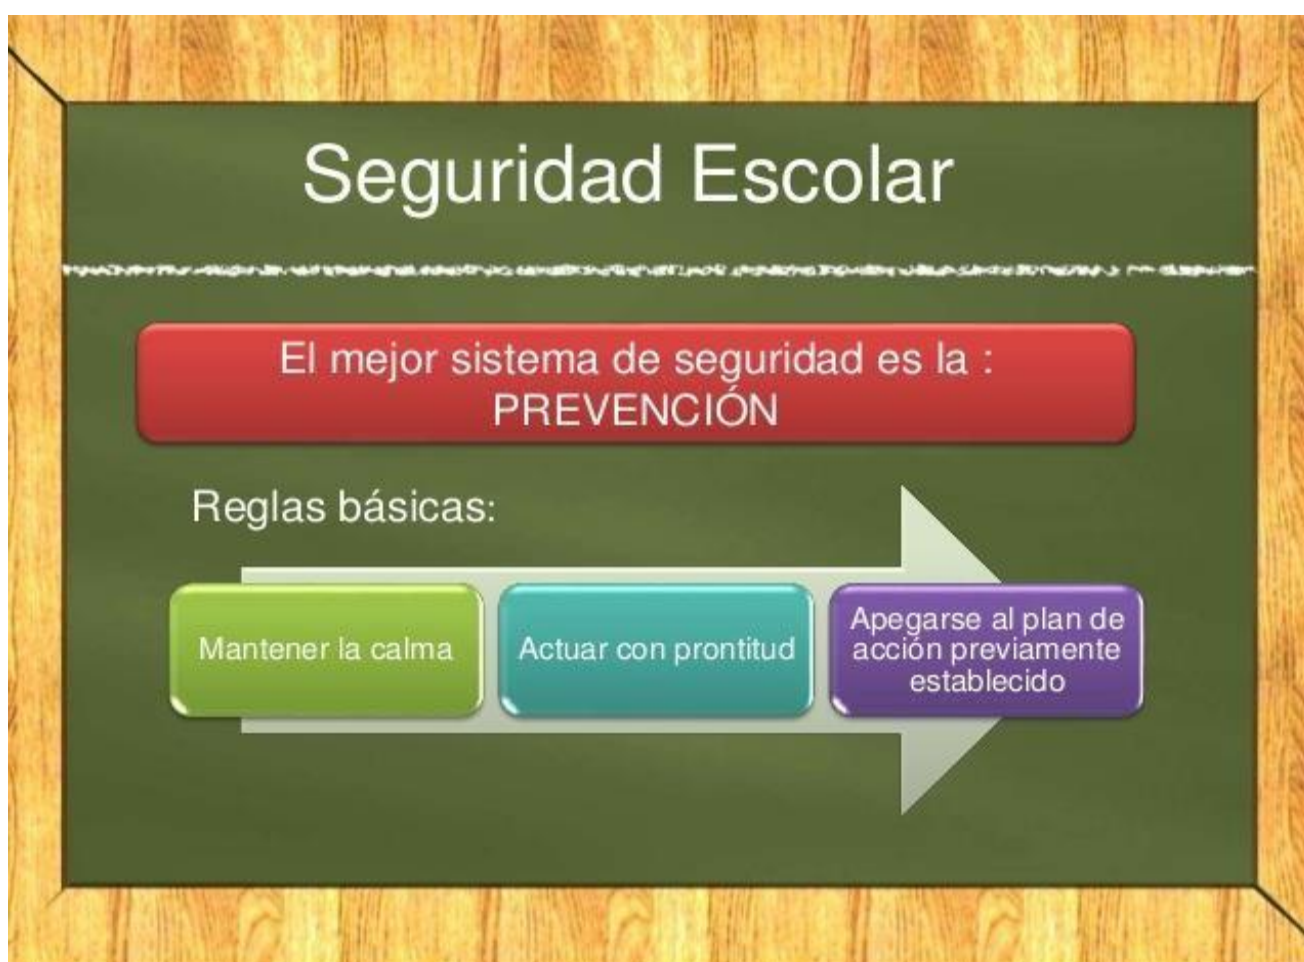 Seguridad Escolar
El mejor sistema de seguridad es la :
PREVENCIÓN
Reglas básicas:
Mantener la calma
Actuar con prontitud
Apegarse al plan de
acción previamente
establecido